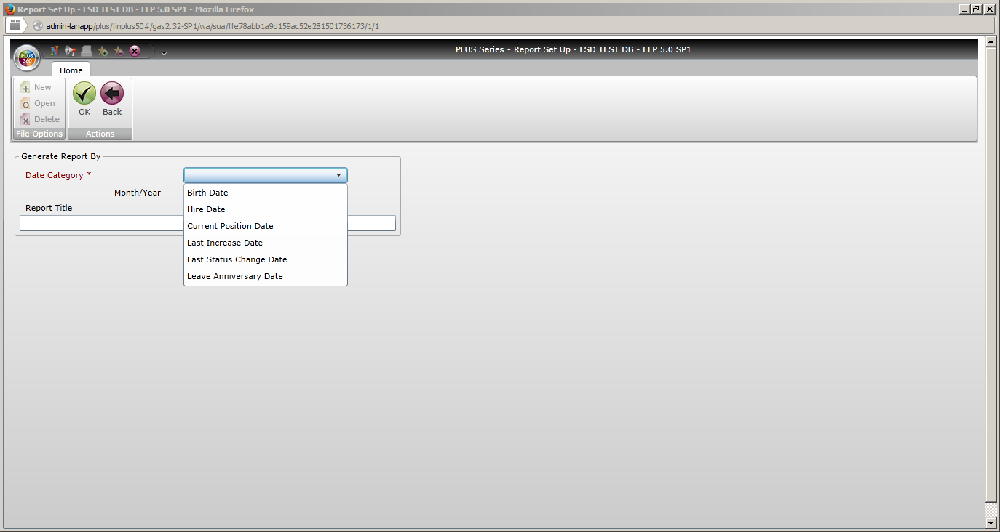 Report Set Up - LSD TEST DB - EFP 5.0 SP1 - Mozilla Firefox
admin-lanapp/plus/finplus50#/gas2.32-SP1/wa/sua/ffe78abb1a9d159ac52e281501736173/1/1
PLUS 360
PLUS Series - Report Set Up - LSD TEST DB - EFP 5.0 SP1
Home
New
Open
Delete
File Options
OK
Back
Actions
Generate Report By
Date Category *
Month/Year
Report Title
Birth Date
Hire Date
Current Position Date
Last Increase Date
Last Status Change Date
Leave Anniversary Date